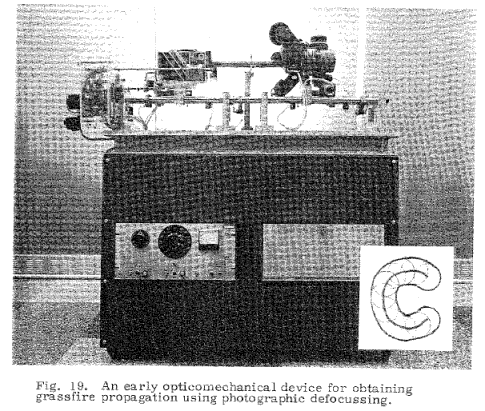 Fig. 19. An early opticomechanical device for obtaining
grassfire propagation using photographic defocussing.